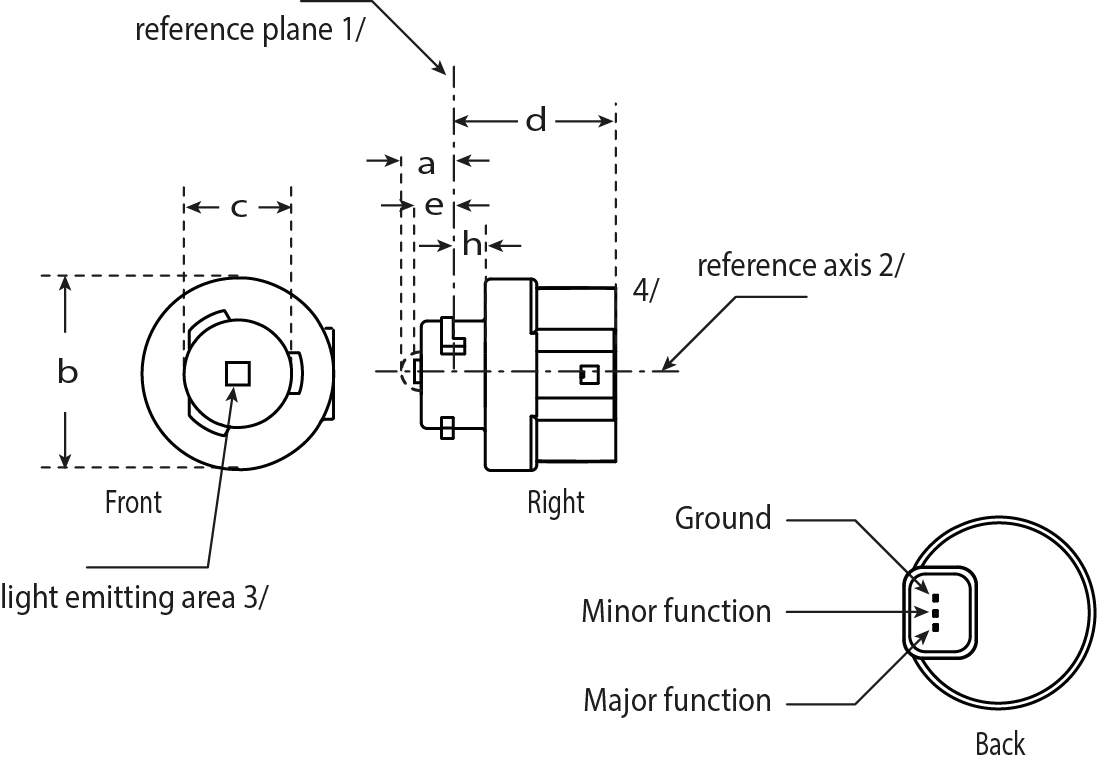 reference plane 1/
d
a
c
e
h
reference axis 2/
4/
b
Front
Right
Ground
light emitting area 3/
Minor function
Major function
Back